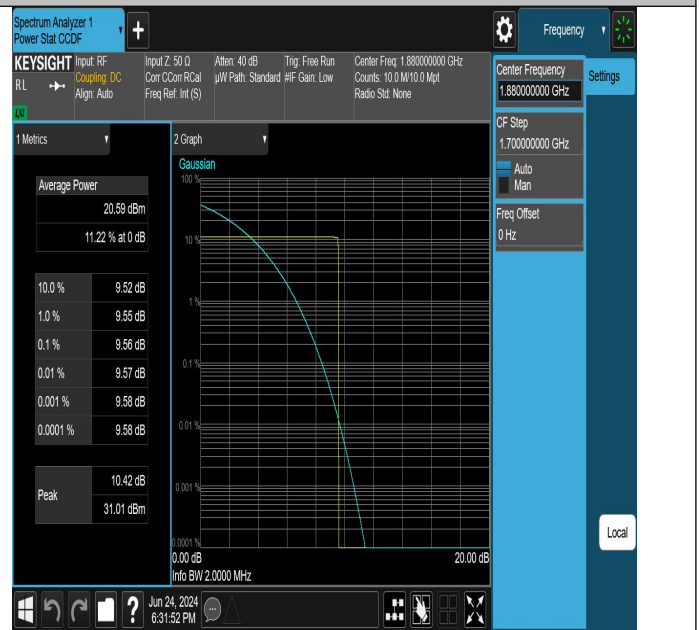 Spectrum Analyzer 1
Power Stat CCDF
Frequency
KEYSIGHT
RL
LXI
Input: RF
Coupling: DC
Align: Auto
Input Z: 50 Ω
Corr CCorr RCal
Freq Ref: Int (S)
Atten: 40 dB
µW Path: Standard
Trig: Free Run
#IF Gain: Low
Center Freq: 1.880000000 GHz
Counts: 10.0 M/10.0 Mpt
Radio Std: None
Center Frequency
1.880000000 GHz
Settings
CF Step
1.700000000 GHz
Auto
Man
Freq Offset
0 Hz
Local
1 Metrics
Average Power
20.59 dBm
11.22 % at 0 dB
10.0 % 9.52 dB
1.0 % 9.55 dB
0.1 % 9.56 dB
0.01 % 9.57 dB
0.001 % 9.58 dB
0.0001 % 9.58 dB
Peak
10.42 dB
31.01 dBm
2 Graph
Gaussian
100 %
10 %
1 %
0.1 %
0.01 %
0.001 %
0.0001 %
0.00 dB
20.00 dB
Info BW 2.0000 MHz
?
Jun 24, 2024
6:31:52 PM